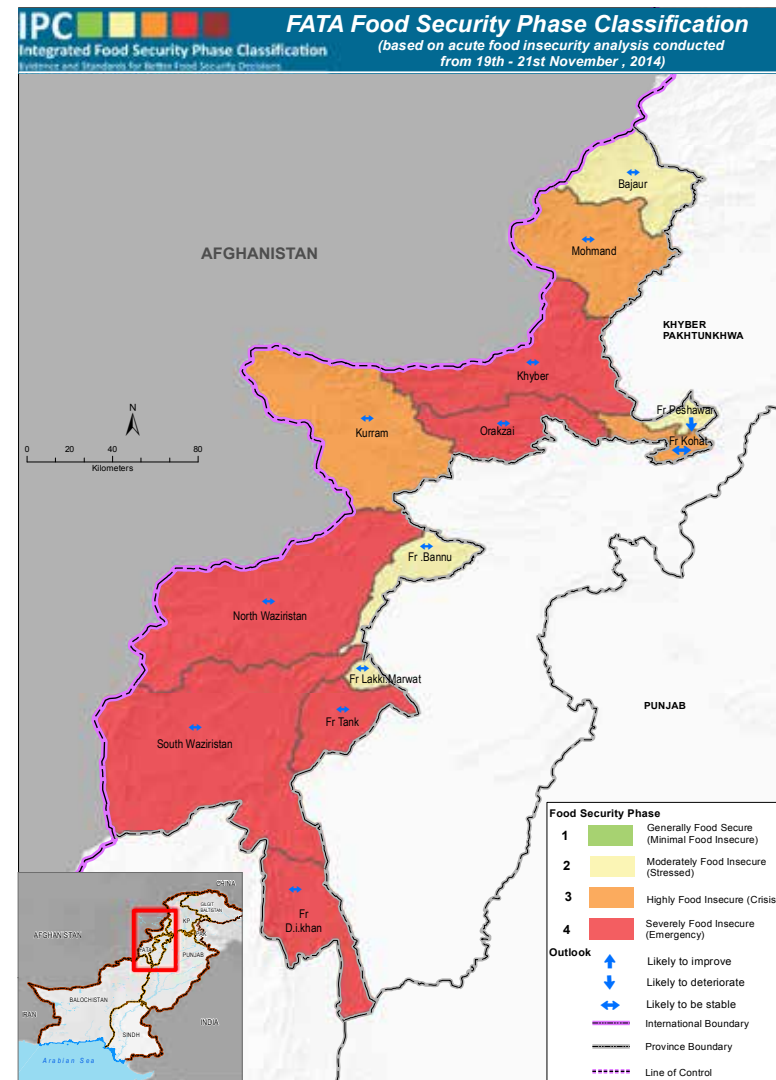 IPC
Integrated Food Security Phase Classification
Evidence and Standards for Better Food Security Decisions
FATA Food Security Phase Classification
(based on acute food insecurity analysis conducted
from 19th - 21st November , 2014)
Bajaur
AFGHANISTAN
Mohmand
KHYBER
PAKHTUNKHWA
Khyber
Fr Peshawar
N
Kurram
Orakzai
Fr Kohat
0 20 40 80
Kilometers
Fr .Bannu
North Waziristan
Fr Lakki.Marwat
PUNJAB
Fr Tank
South Waziristan
Fr
D.i.khan
Food Security Phase
1 Generally Food Secure
(Minimal Food Insecure)
2 Moderately Food Insecure
(Stressed)
3 Highly Food Insecure (Crisis
4 Severely Food Insecure
(Emergency)
Outlook
Likely to improve
Likely to deteriorate
Likely to be stable
International Boundary
Province Boundary
Line of Control
CHINA
GILGIT
BALTISTAN
AFGHANISTAN
KP
FATA
PUNJAB
BALOCHISTAN
IRAN
INDIA
SINDH
Arabian Sea